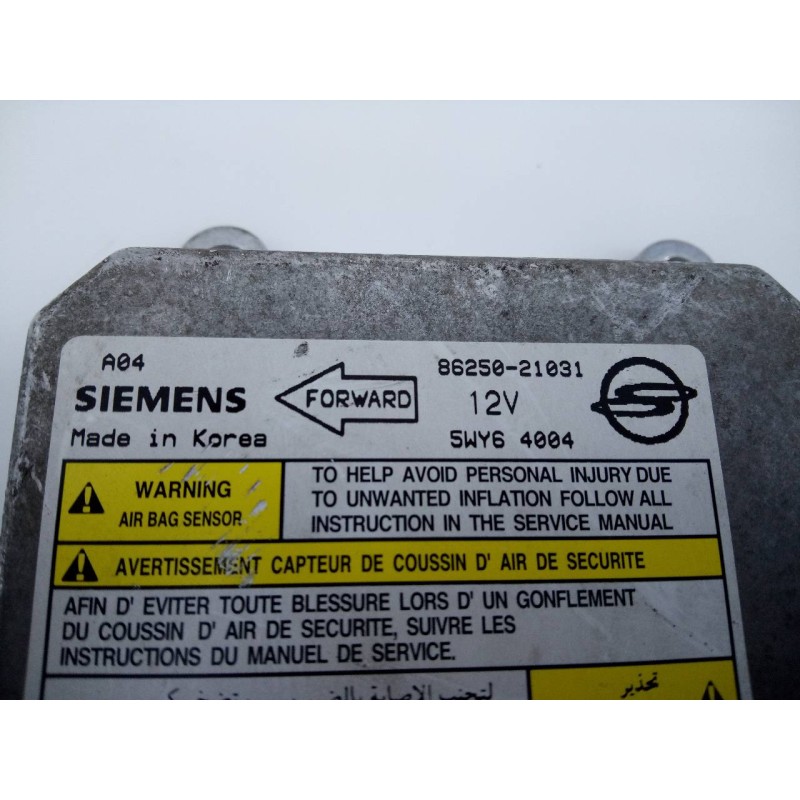 A04
86250-21031
SIEMENS
FORWARD
12V
Made in Korea
5WY6 4004
WARNING
AIR BAG SENSOR
TO HELP AVOID PERSONAL INJURY DUE
TO UNWANTED INFLATION FOLLOW ALL
INSTRUCTION IN THE SERVICE MANUAL
AVERTISSEMENT CAPTEUR DE COUSSIN D' AIR DE SECURITE
AFIN D' EVITER TOUTE BLESSURE LORS D' UN GONFLEMENT
DU COUSSIN D' AIR DE SECURITE, SUIVRE LES
INSTRUCTIONS DU MANUEL DE SERVICE.
تحذير
لتجنب الإصابة